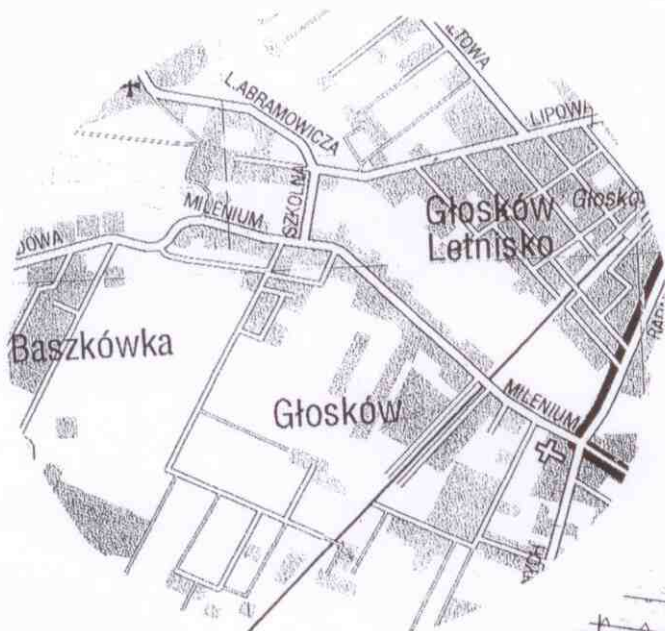 L.ABRAMOWICZA
LIPOWA
SZKOLNA
MILENIUM
Głosków
Letnisko
Baszkówka
Głosków
MILENIUM